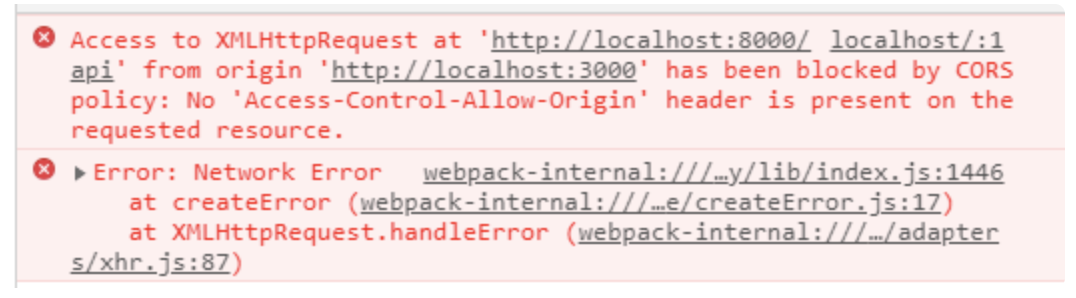 Access to XMLHttpRequest at 'http://localhost:8000/ localhost/:1
api' from origin 'http://localhost:3000' has been blocked by CORS
policy: No 'Access-Control-Allow-Origin' header is present on the
requested resource.
Error: Network Error webpack-internal:///…y/lib/index.js:1446
at createError (webpack-internal:///…e/createError.js:17)
at XMLHttpRequest.handleError (webpack-internal:///…/adapter
s/xhr.js:87)